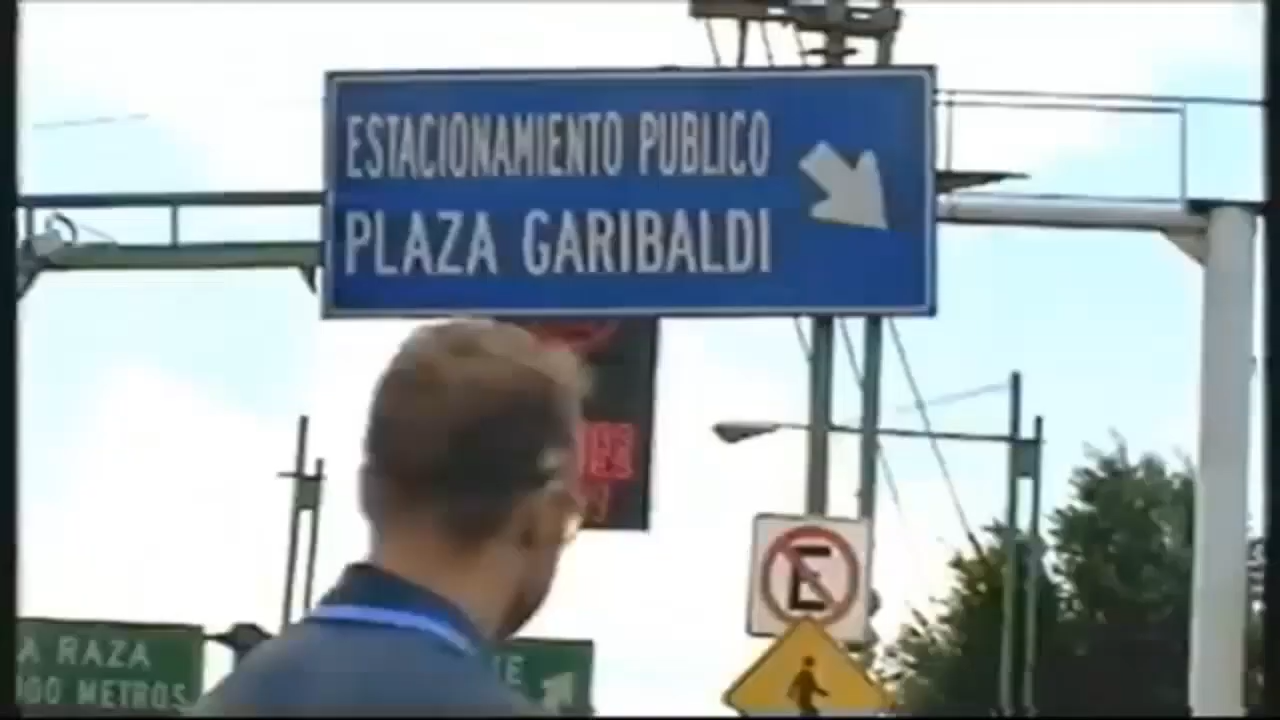 ESTACIONAMIENTO PUBLICO
PLAZA GARIBALDI
E
A RAZA
METROS